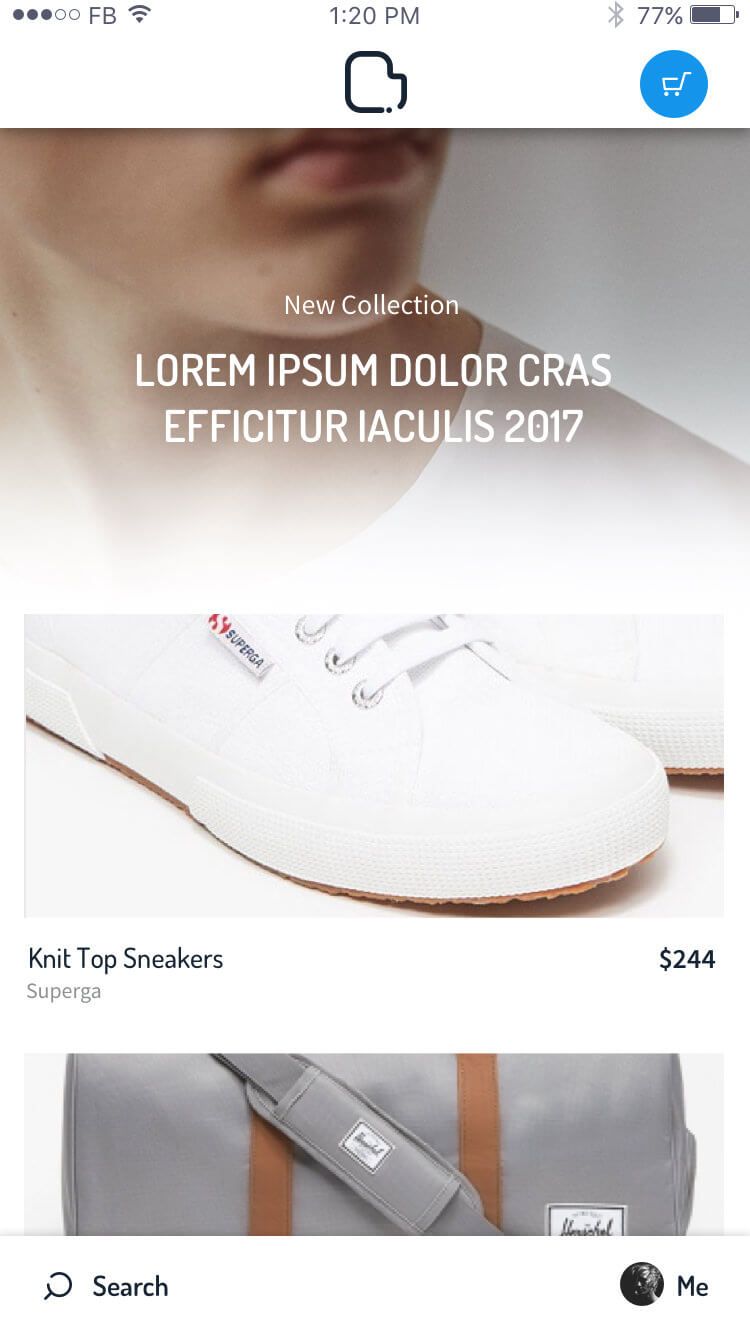 FB
1:20 PM
77%
New Collection
LOREM IPSUM DOLOR CRAS
EFFICITUR IACULIS 2017
SUPERGA
Knit Top Sneakers
$244
Superga
Herschel
Herschel
Search
Me